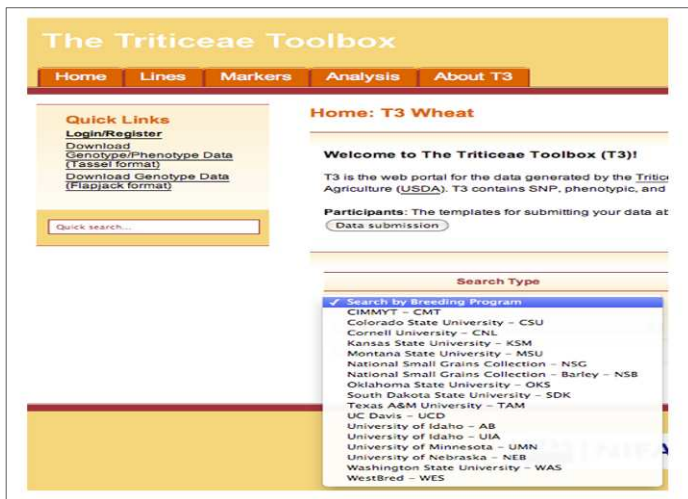 The Triticeae Toolbox
Home Lines Markers Analysis About T3
Quick Links
Login/Register
Download
Genotype/Phenotype Data
(Tassel format)
Download Genotype Data
(Flapjack format)
Quick search...
Home: T3 Wheat
Welcome to The Triticeae Toolbox (T3)!
T3 is the web portal for the data generated by the
Agriculture (USDA). T3 contains SNP, phenotypic, and
Participants: The templates for submitting your data
Data submission
Search Type
✓ Search by Breeding Program
CIMMYT – CMT
Colorado State University – CSU
Cornell University – CNL
Kansas State University – KSM
Montana State University – MSU
National Small Grains Collection – NSG
National Small Grains Collection – Barley – NSB
Oklahoma State University – OKS
South Dakota State University – SDK
Texas A&M University – TAM
UC Davis – UCD
University of Idaho – AB
University of Idaho – UIA
University of Minnesota – UMN
University of Nebraska – NEB
Washington State University – WAS
WestBred – WES